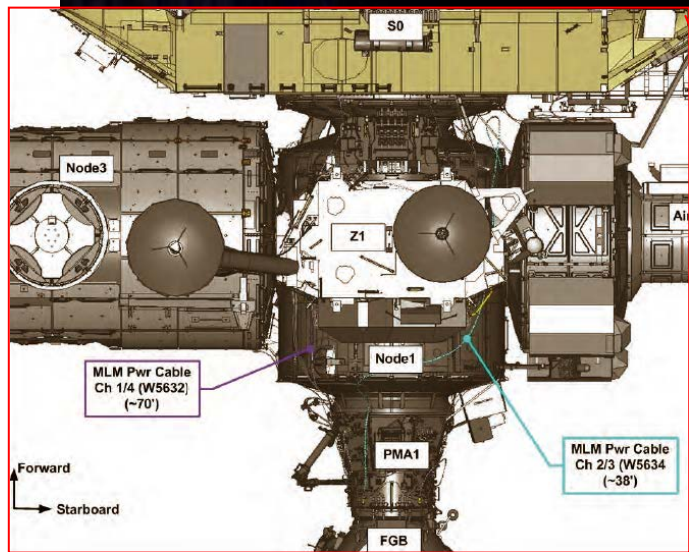 S0
Node3
Z1
Air
MLM Pwr Cable
Ch 1/4 (W5632)
(~70')
Node1
MLM Pwr Cable
Ch 2/3 (W5634
(~38')
PMA1
Forward
Starboard
FGB